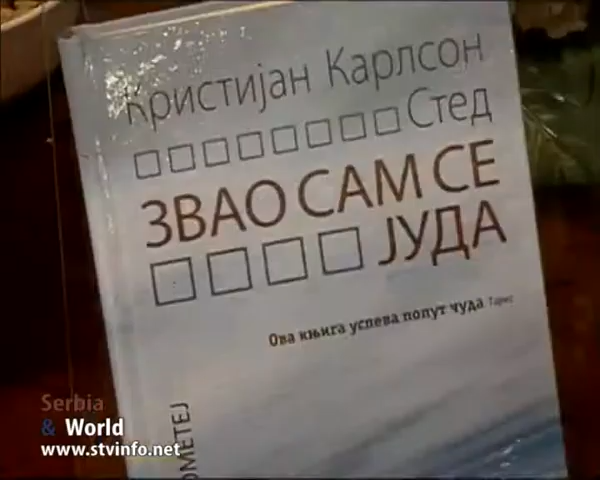 Кристијан Карлсон
Стед
ЗВАО САМ СЕ
ЈУДА
Ова књига успева попут чуда
ОМЕТЕЈ
Serbia
& World
www.stvinfo.net